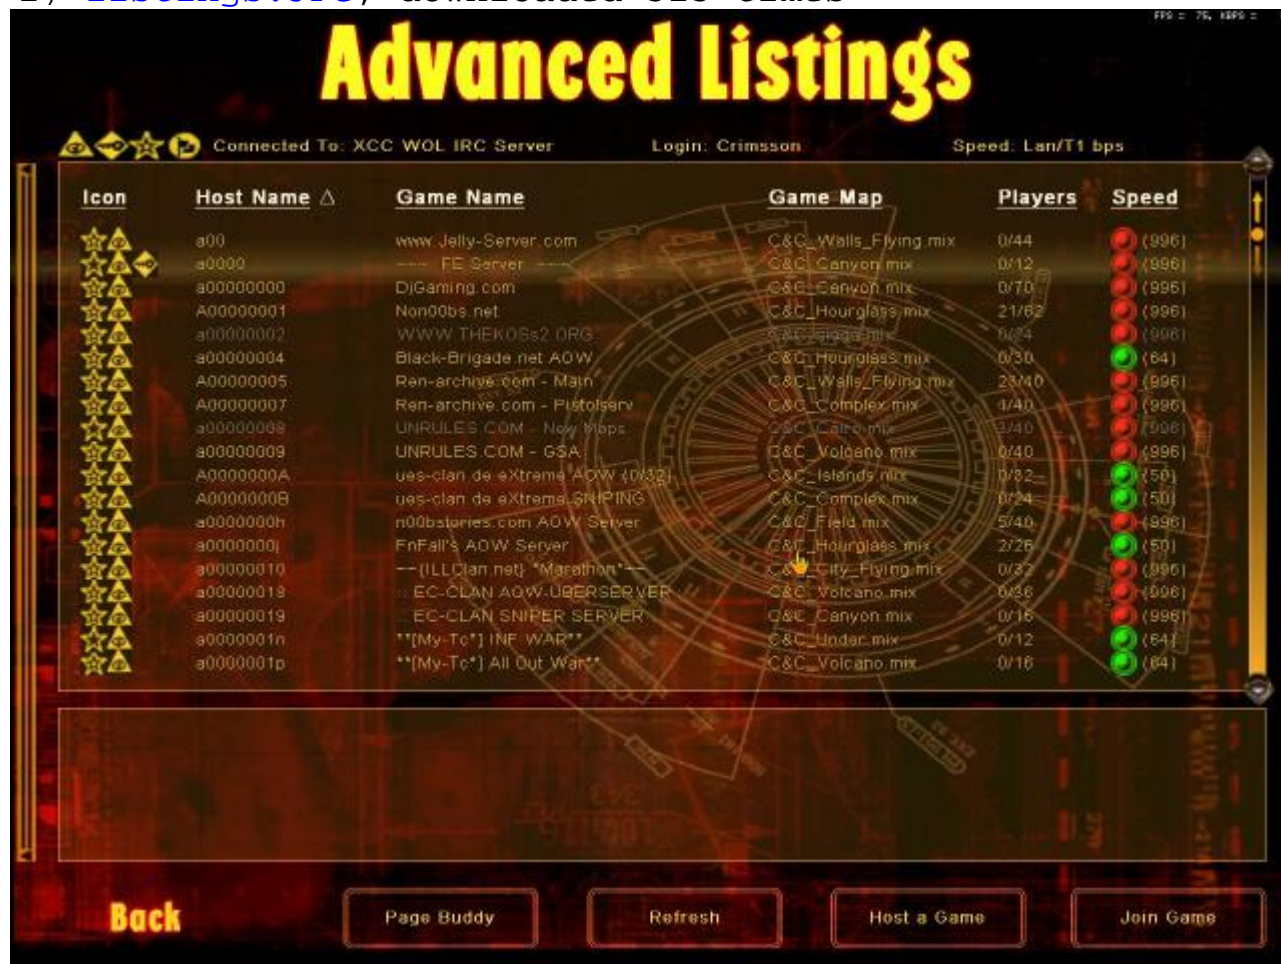 FPS = 76, KBPS =
Advanced Listings
Connected To: XCC WOL IRC Server Login: Crimsson Speed: Lan/T1 bps
Icon Host Name △ Game Name Game Map Players Speed
a00 www.Jelly-Server.com C&C_Walls_Flying.mix 0/44 (996)
a0000 ---- FE Server ---- C&C_Canyon.mix 0/12 (996)
a00000000 DjGaming.com C&C_Canyon.mix 0/70 (996)
A00000001 Non00bs.net C&C_Hourglass.mix 21/62 (996)
a00000002 WWW.THEKOSs2.ORG 0/24 (996)
a00000004 Black-Brigade.net AOW C&C_Hourglass.mix 0/30 (64)
A00000005 Ren-archive.com - Main C&C_Walls_Flying.mix 23/40 (996)
A00000007 Ren-archive.com - Pistolserv C&C_Complex.mix 1/40 (996)
a00000008 UNRULES.COM - New Maps C&C_Cairo.mix (996)
a00000009 UNRULES.COM - GSA C&C_Volcano.mix 0/40 (996)
A0000000A ues-clan.de eXtreme AOW (0/32) C&C_Islands.mix 0/32 (50)
A0000000B ues-clan.de eXtreme SNIPING C&C_Complex.mix 0/24 (50)
a0000000h n00bstories.com AOW Server C&C_Field.mix 5/40 (996)
a0000000j FnFall's AOW Server C&C_Hourglass.mix 2/26 (50)
a00000010 ~~{ILLClan.net} *Marathon*~~ C&C_City_Flying.mix 0/32 (996)
a00000018 :: EC-CLAN AOW-UBERSERVER :: C&C_Volcano.mix 0/36 (996)
a00000019 :: EC-CLAN SNIPER SERVER C&C_Canyon.mix 0/16 (996)
a0000001n **[My-Tc*] INF WAR** C&C_Under.mix 0/12 (64)
a0000001p **[My-Tc*] All Out War** C&C_Volcano.mix 0/16 (64)
Back Page Buddy Refresh Host a Game Join Game